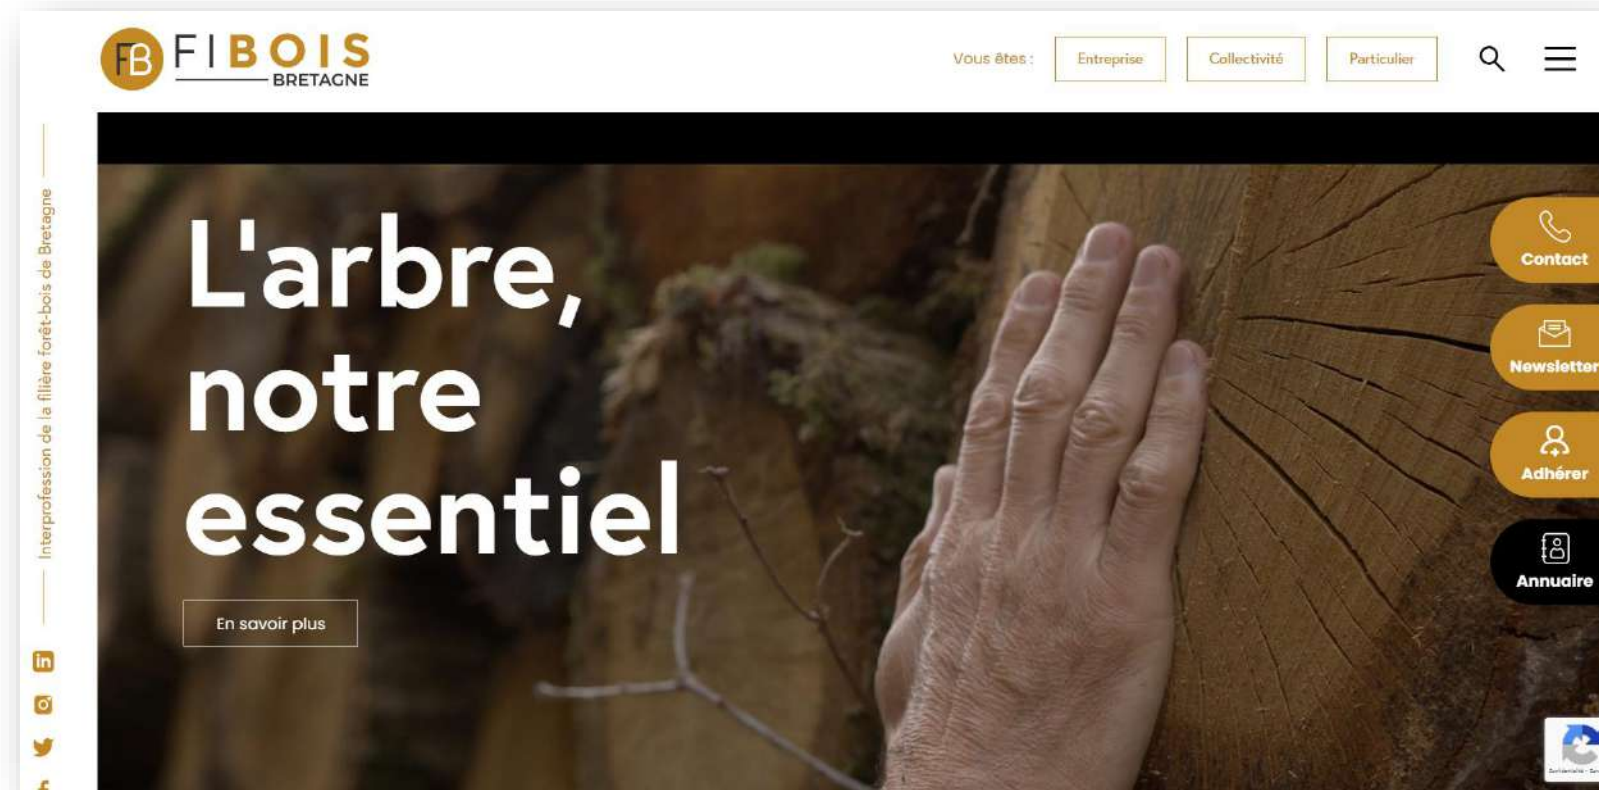 FB FIBOIS
BRETAGNE
Vous êtes :
Entreprise
Collectivité
Particulier
Interprofession de la filière forêt-bois de Bretagne
L'arbre,
notre
essentiel
En savoir plus
Contact
Newsletter
Adhérer
Annuaire
in